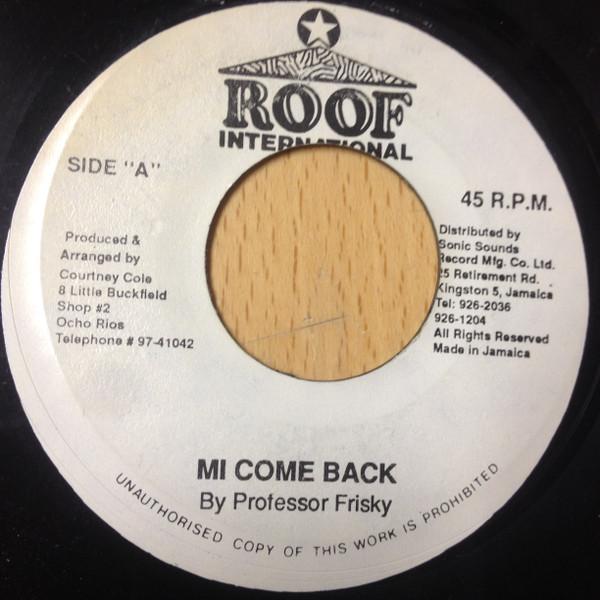 ROOF
INTERNATIONAL
SIDE "A"
45 R.P.M.
Produced &
Arranged by
Courtney Cole
8 Little Buckfield
Shop #2
Ocho Rios
Telephone # 97-41042
Distributed by
Sonic Sounds
Record Mfg. Co. Ltd.
25 Retirement Rd.
Kingston 5, Jamaica
Tel: 926-2036
926-1204
All Rights Reserved
Made in Jamaica
MI COME BACK
By Professor Frisky
UNAUTHORISED COPY OF THIS WORK IS PROHIBITED